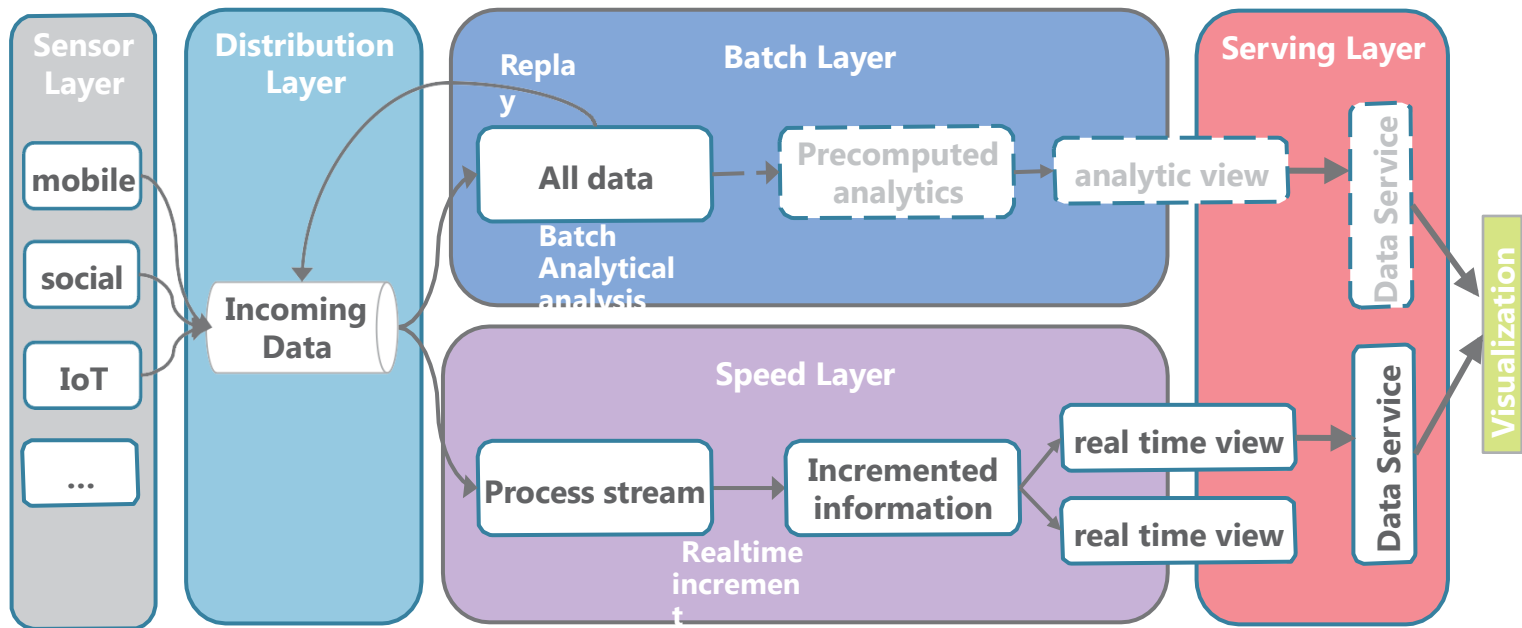 Sensor
Layer
mobile
social
IoT
...
Distribution
Layer
Incoming
Data
Batch Layer
Repla
y
All data
Batch
Analytical
analysis
Precomputed
analytics
analytic view
Speed Layer
Process stream
Realtime
incremen
t
Incremented
information
real time view
real time view
Serving Layer
Data Service
Data Service
Visualization